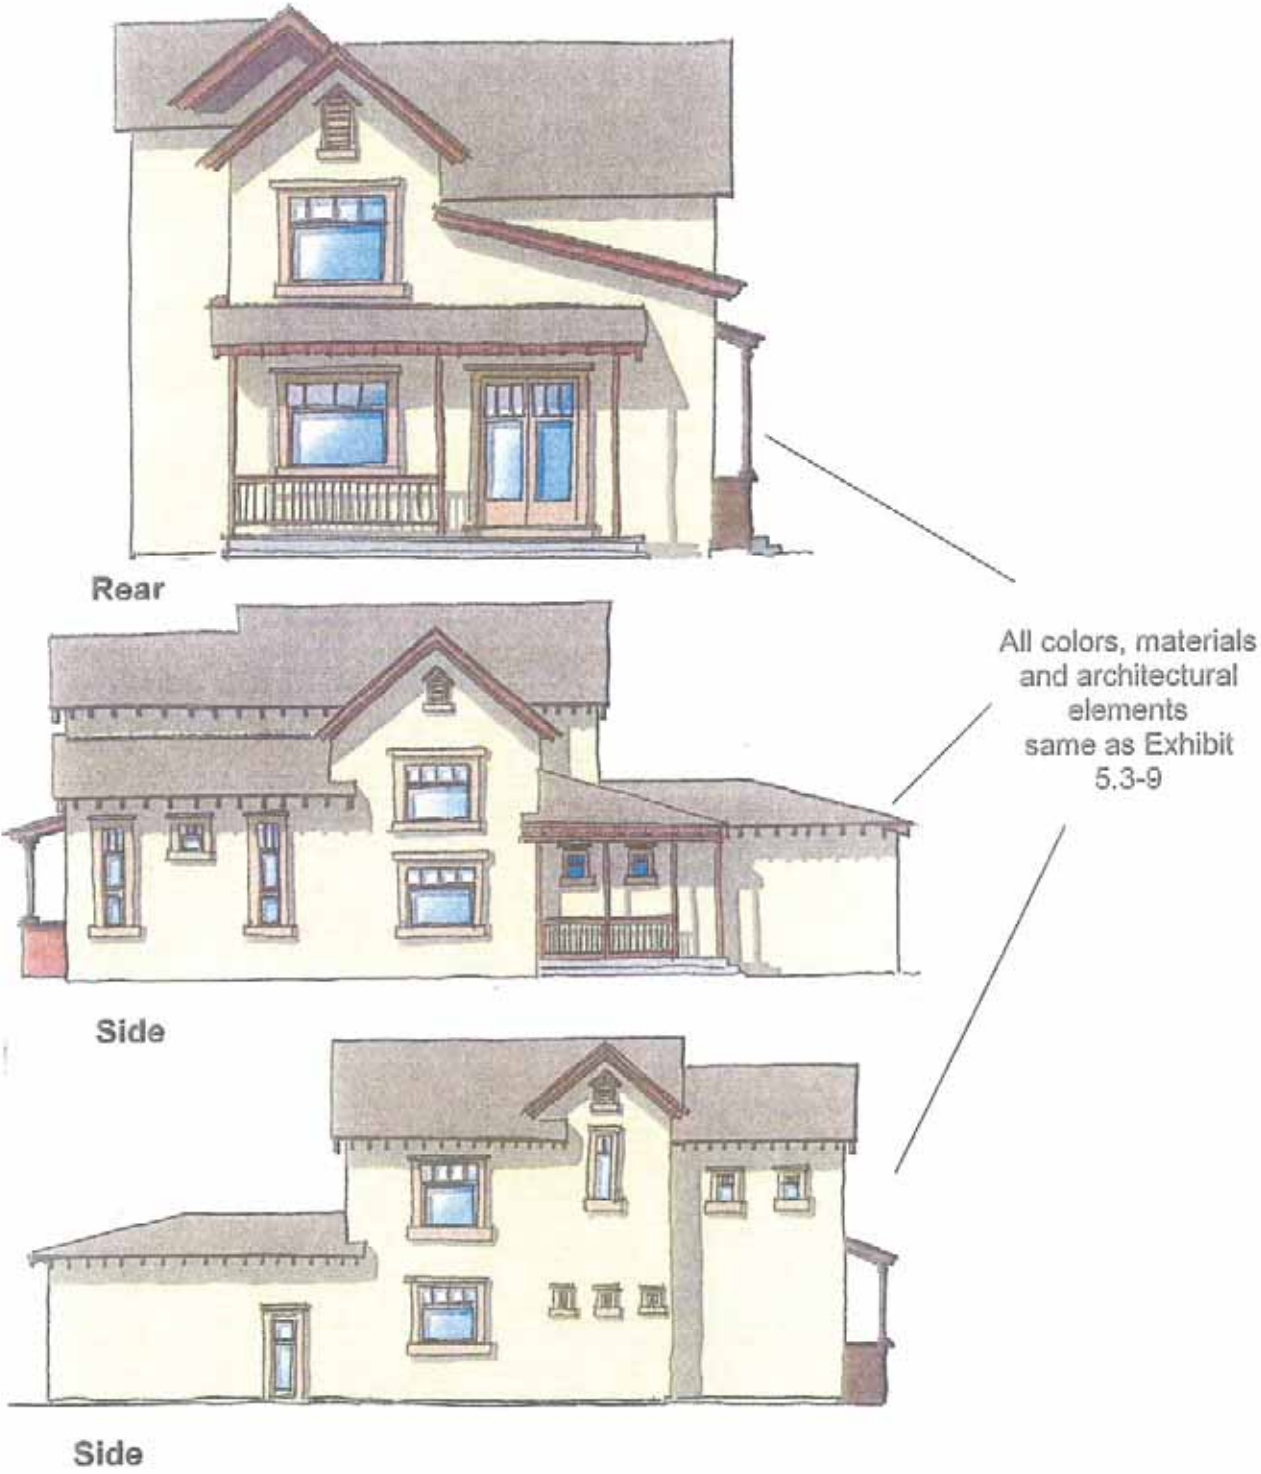 Rear
All colors, materials
and architectural
elements
same as Exhibit
5.3-9
Side
Side